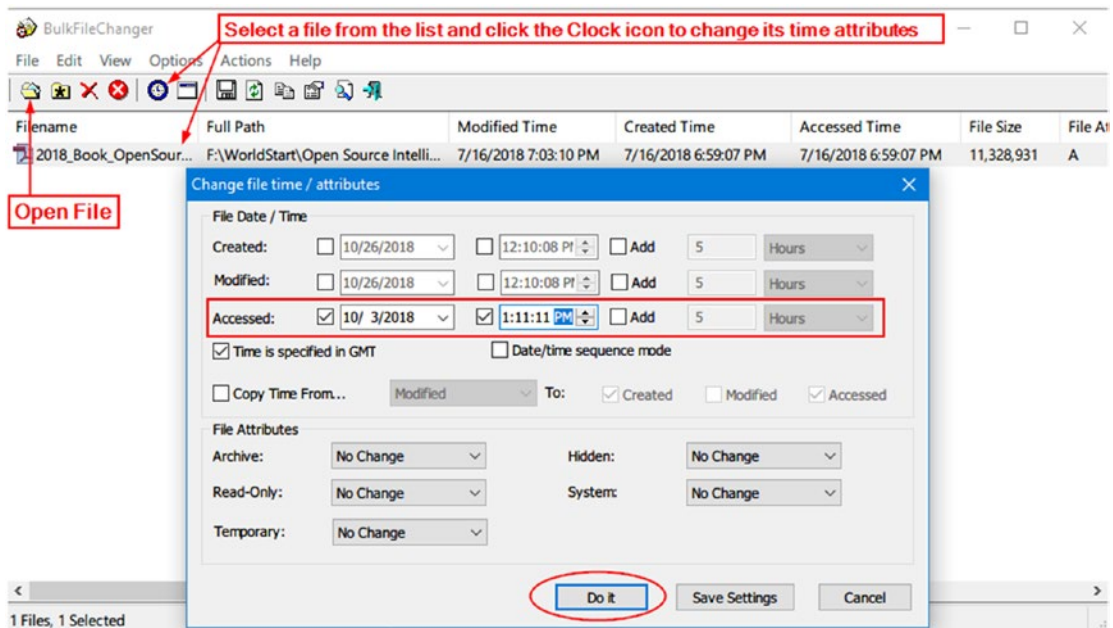 BulkFileChanger
Select a file from the list and click the Clock icon to change its time attributes
File Edit View Options Actions Help
Filename Full Path Modified Time Created Time Accessed Time File Size File At
2018_Book_OpenSour... F:\WorldStart\Open Source Intelli... 7/16/2018 7:03:10 PM 7/16/2018 6:59:07 PM 7/16/2018 6:59:07 PM 11,328,931 A
Open File
Change file time / attributes
File Date / Time
Created: 10/26/2018 12:10:08 PM Add 5 Hours
Modified: 10/26/2018 12:10:08 PM Add 5 Hours
Accessed: 10/ 3/2018 1:11:11 PM Add 5 Hours
Time is specified in GMT Date/time sequence mode
Copy Time From... Modified To: Created Modified Accessed
File Attributes
Archive: No Change Hidden: No Change
Read-Only: No Change System: No Change
Temporary: No Change
Do it Save Settings Cancel
1 Files, 1 Selected